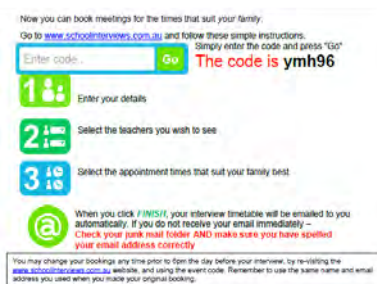 Now you can book meetings for the times that suit your family.
Go to www.schoolinterviews.com.au and follow these simple instructions.
Simply enter the code and press "Go"
Enter code..
Go
The code is ymh96
1
Enter your details
2
Select the teachers you wish to see
3
Select the appointment times that suit your family best
@
When you click FINISH, your interview timetable will be emailed to you
automatically. If you do not receive your email immediately –
Check your junk mail folder AND make sure you have spelled
your email address correctly
You may change your bookings any time prior to 6pm the day before your interview, by re-visiting the
www.schoolinterviews.com.au website, and using the event code. Remember to use the same name and email
address you used when you made your original booking.